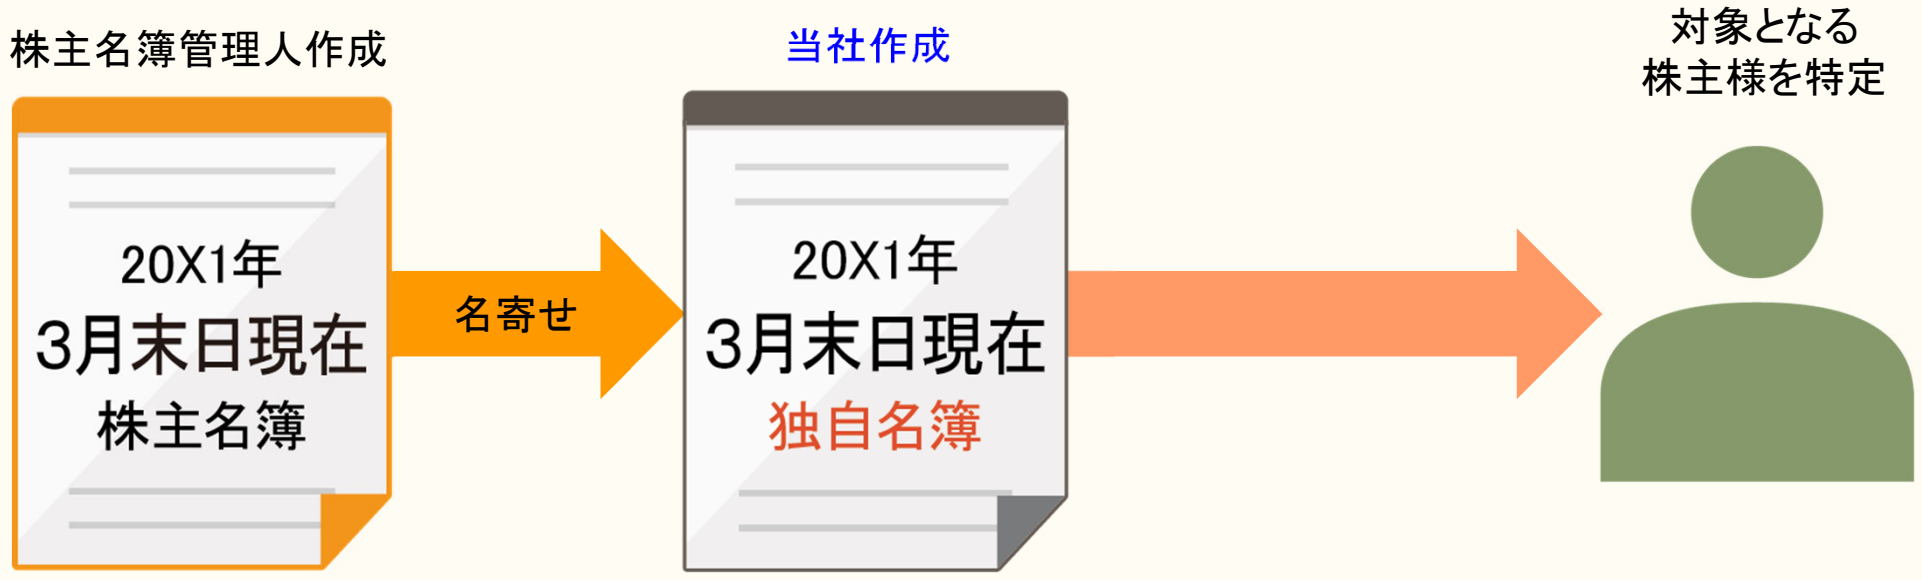 株主名簿管理人作成
20X1年
3月末日現在
株主名簿
名寄せ
当社作成
20X1年
3月末日現在
独自名簿
対象となる
株主様を特定